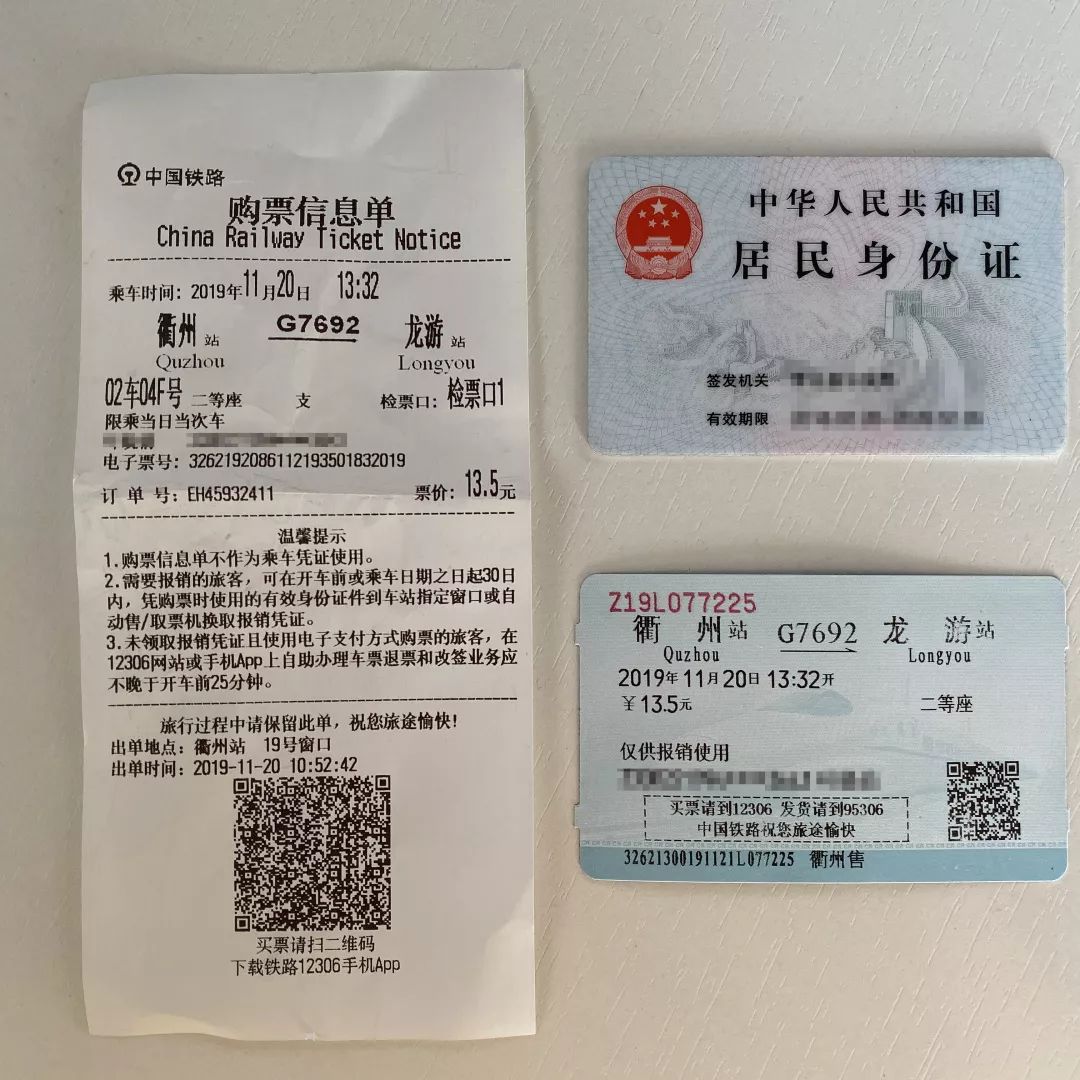 中国铁路
购票信息单
China Railway Ticket Notice
乘车时间：2019年11月20日 13:32
衢州站 G7692 龙游站
Quzhou Longyou
02车04F号 二等座 支 检票口：检票口1
限乘当日当次车
电子票号：3262192086112193501832019
订单号：EH45932411 票价：13.5元
温馨提示
1.购票信息单不作为乘车凭证使用。
2.需要报销的旅客，可在开车前或乘车日期之日起30日
内，凭购票时使用的有效身份证件到车站指定窗口或自
动售/取票机换取报销凭证。
3.未领取报销凭证且使用电子支付方式购票的旅客，在
12306网站或手机App上自助办理车票退票和改签业务应
不晚于开车前25分钟。
旅行过程中请保留此单，祝您旅途愉快！
出单地点：衢州站 19号窗口
出单时间：2019-11-20 10:52:42
买票请扫二维码
下载铁路12306手机App
中华人民共和国
居民身份证
签发机关
有效期限
Z19L077225
衢州站 G7692 龙游站
Quzhou Longyou
2019年11月20日 13:32开
￥13.5元 二等座
仅供报销使用
买票请到12306 发货请到95306
中国铁路祝您旅途愉快
32621300191121L077225 衢州售